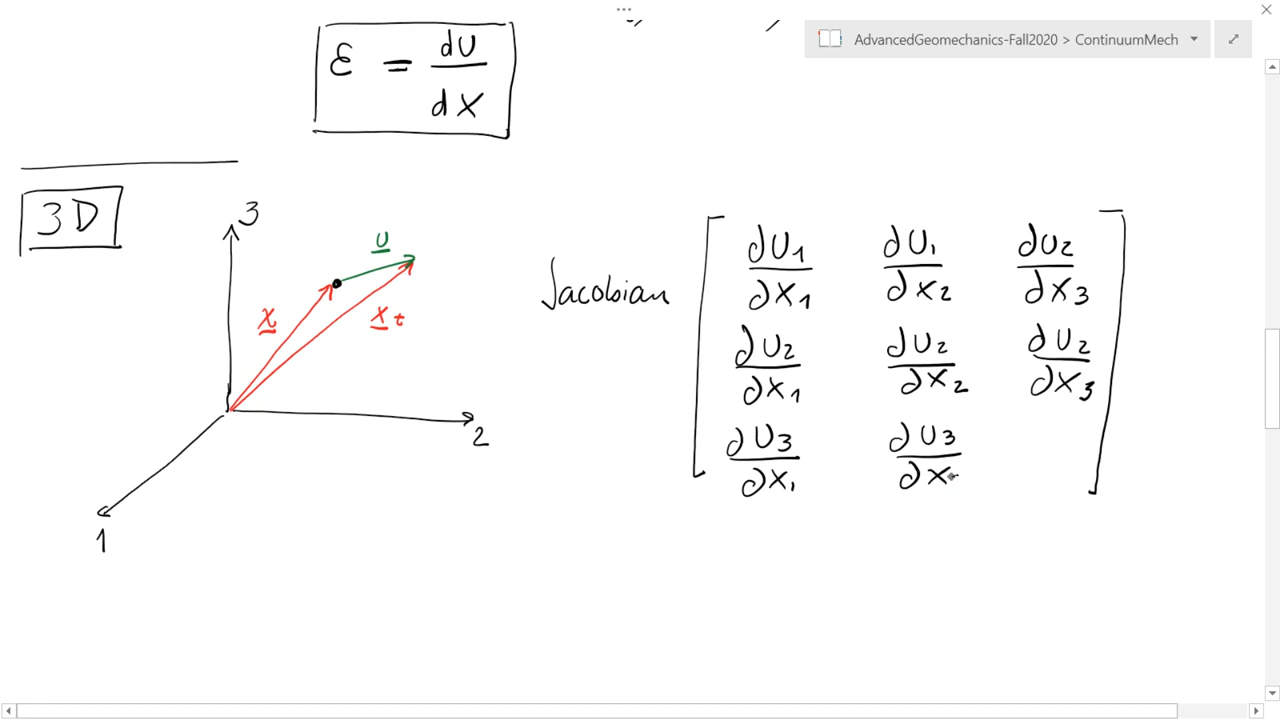 AdvancedGeomechanics-Fall2020 > ContinuumMech
ε = dU/dX
3D
3
u
x
x t
2
1
Jacobian
∂U1/∂X1 ∂U1/∂X2 ∂U2/∂X3
∂U2/∂X1 ∂U2/∂X2 ∂U2/∂X3
∂U3/∂X1 ∂U3/∂X